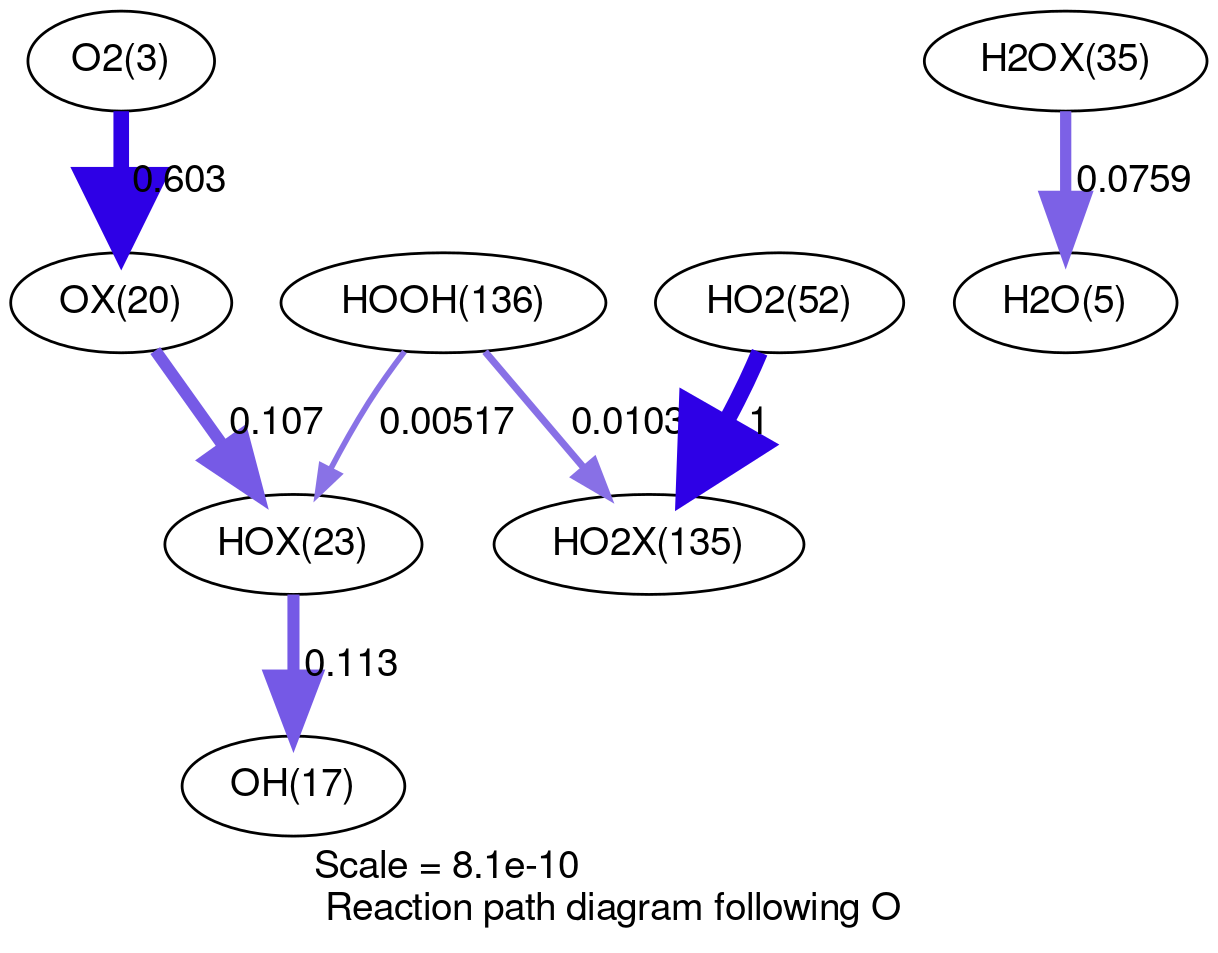 O2(3)
H2OX(35)
0.603
0.0759
OX(20)
HOOH(136)
HO2(52)
H2O(5)
0.107
0.00517
0.0103
1
HOX(23)
HO2X(135)
0.113
OH(17)
Scale = 8.1e-10
Reaction path diagram following O